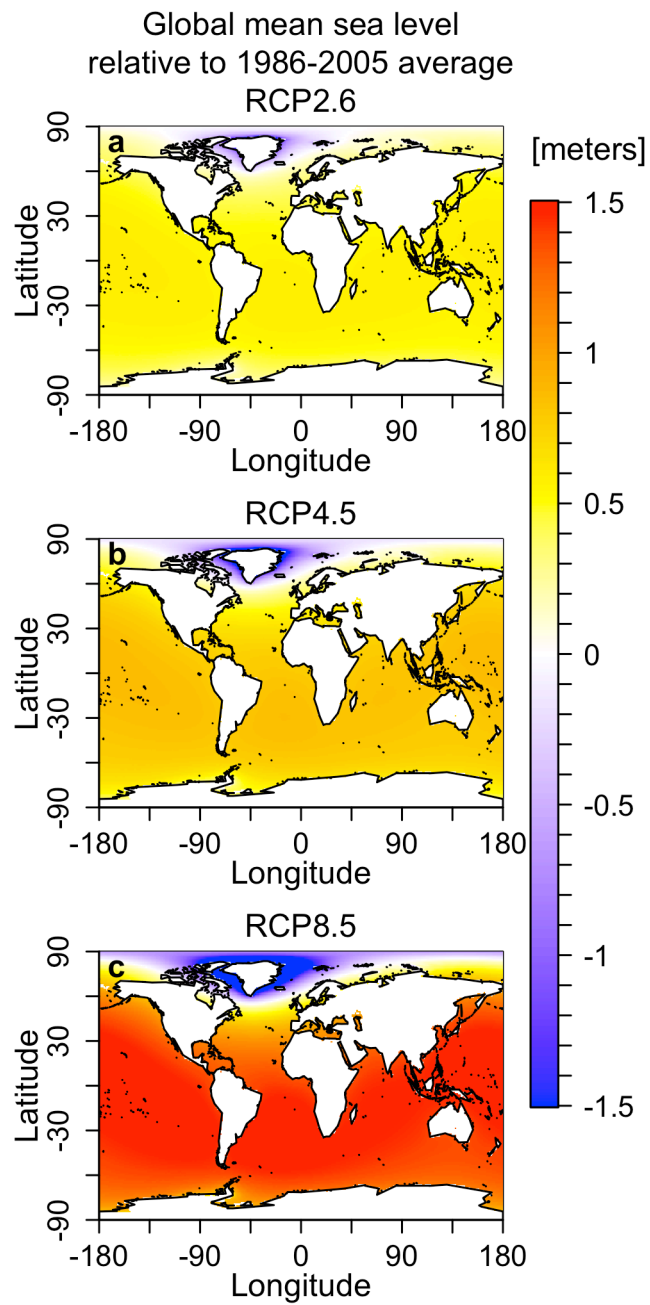 Global mean sea level
relative to 1986-2005 average
RCP2.6
a
[meters]
90
30
-30
-90
Latitude
-180 -90 0 90 180
Longitude
1.5
1
0.5
0
-0.5
-1
-1.5
RCP4.5
b
90
30
-30
-90
Latitude
-180 -90 0 90 180
Longitude
RCP8.5
c
90
30
-30
-90
Latitude
-180 -90 0 90 180
Longitude